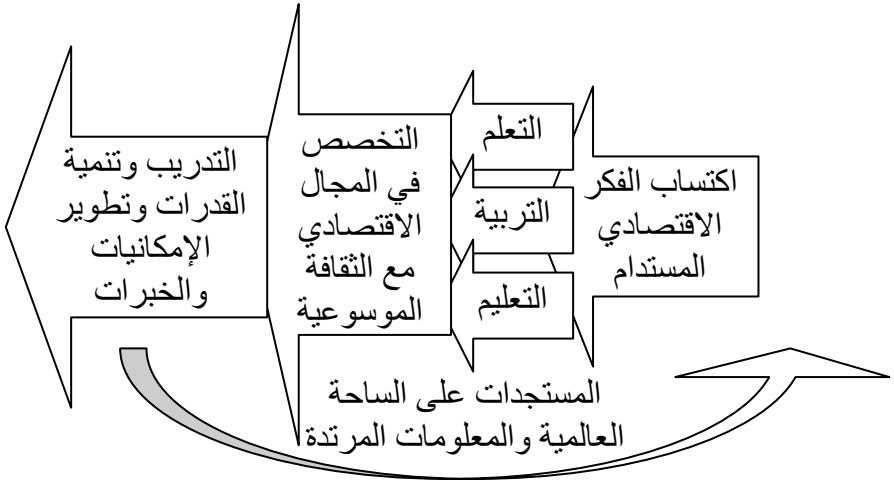 اكتساب الفكر
الاقتصادي
المستدام
التعلم
التربية
التعليم
التخصص
في المجال
الاقتصادي
مع الثقافة
الموسوعية
التدريب وتنمية
القدرات وتطوير
الإمكانيات
والخبرات
المستجدات على الساحة
العالمية والمعلومات المرتدة